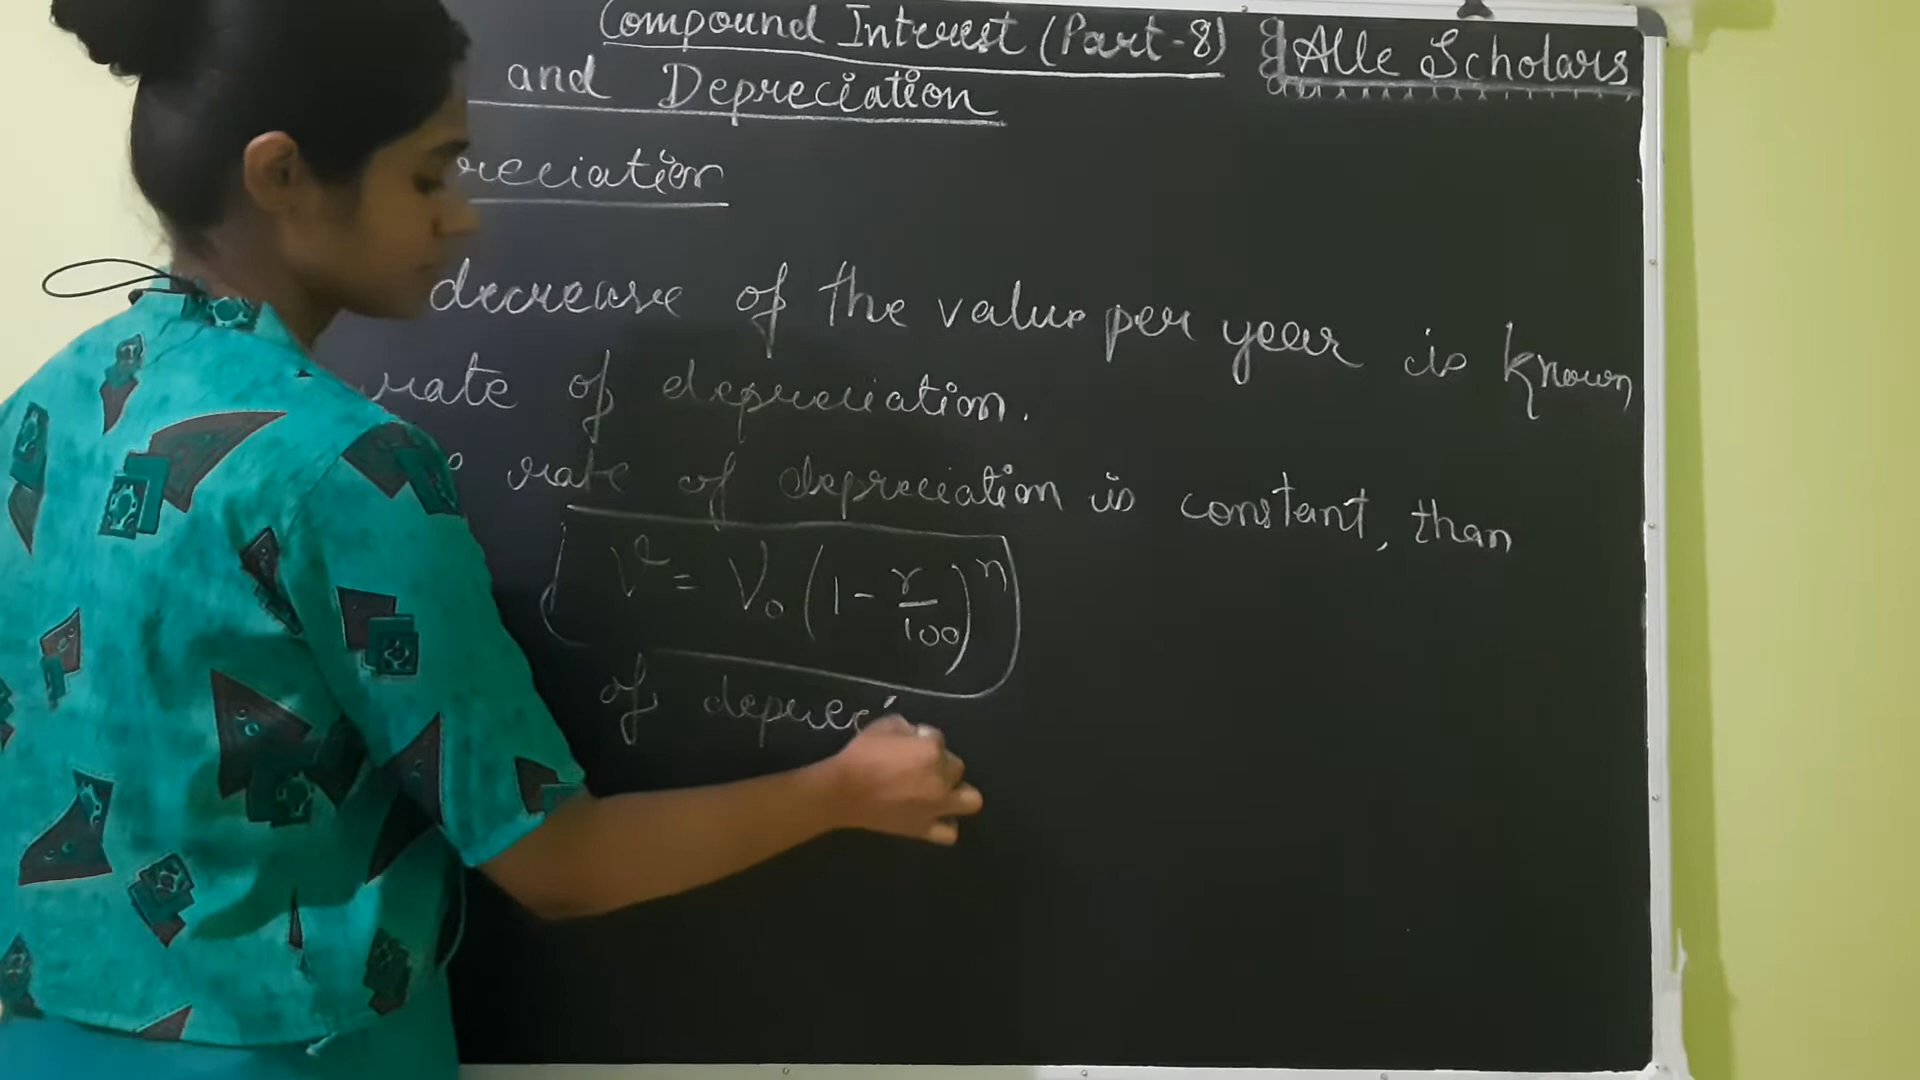 Compound Interest (Part-8)
Alle Scholars
and Depreciation
reciation
decrease of the value per year is known
rate of depreciation.
rate of depreciation is constant, than
V = V₀ (1 - r/100)ⁿ
of depreci